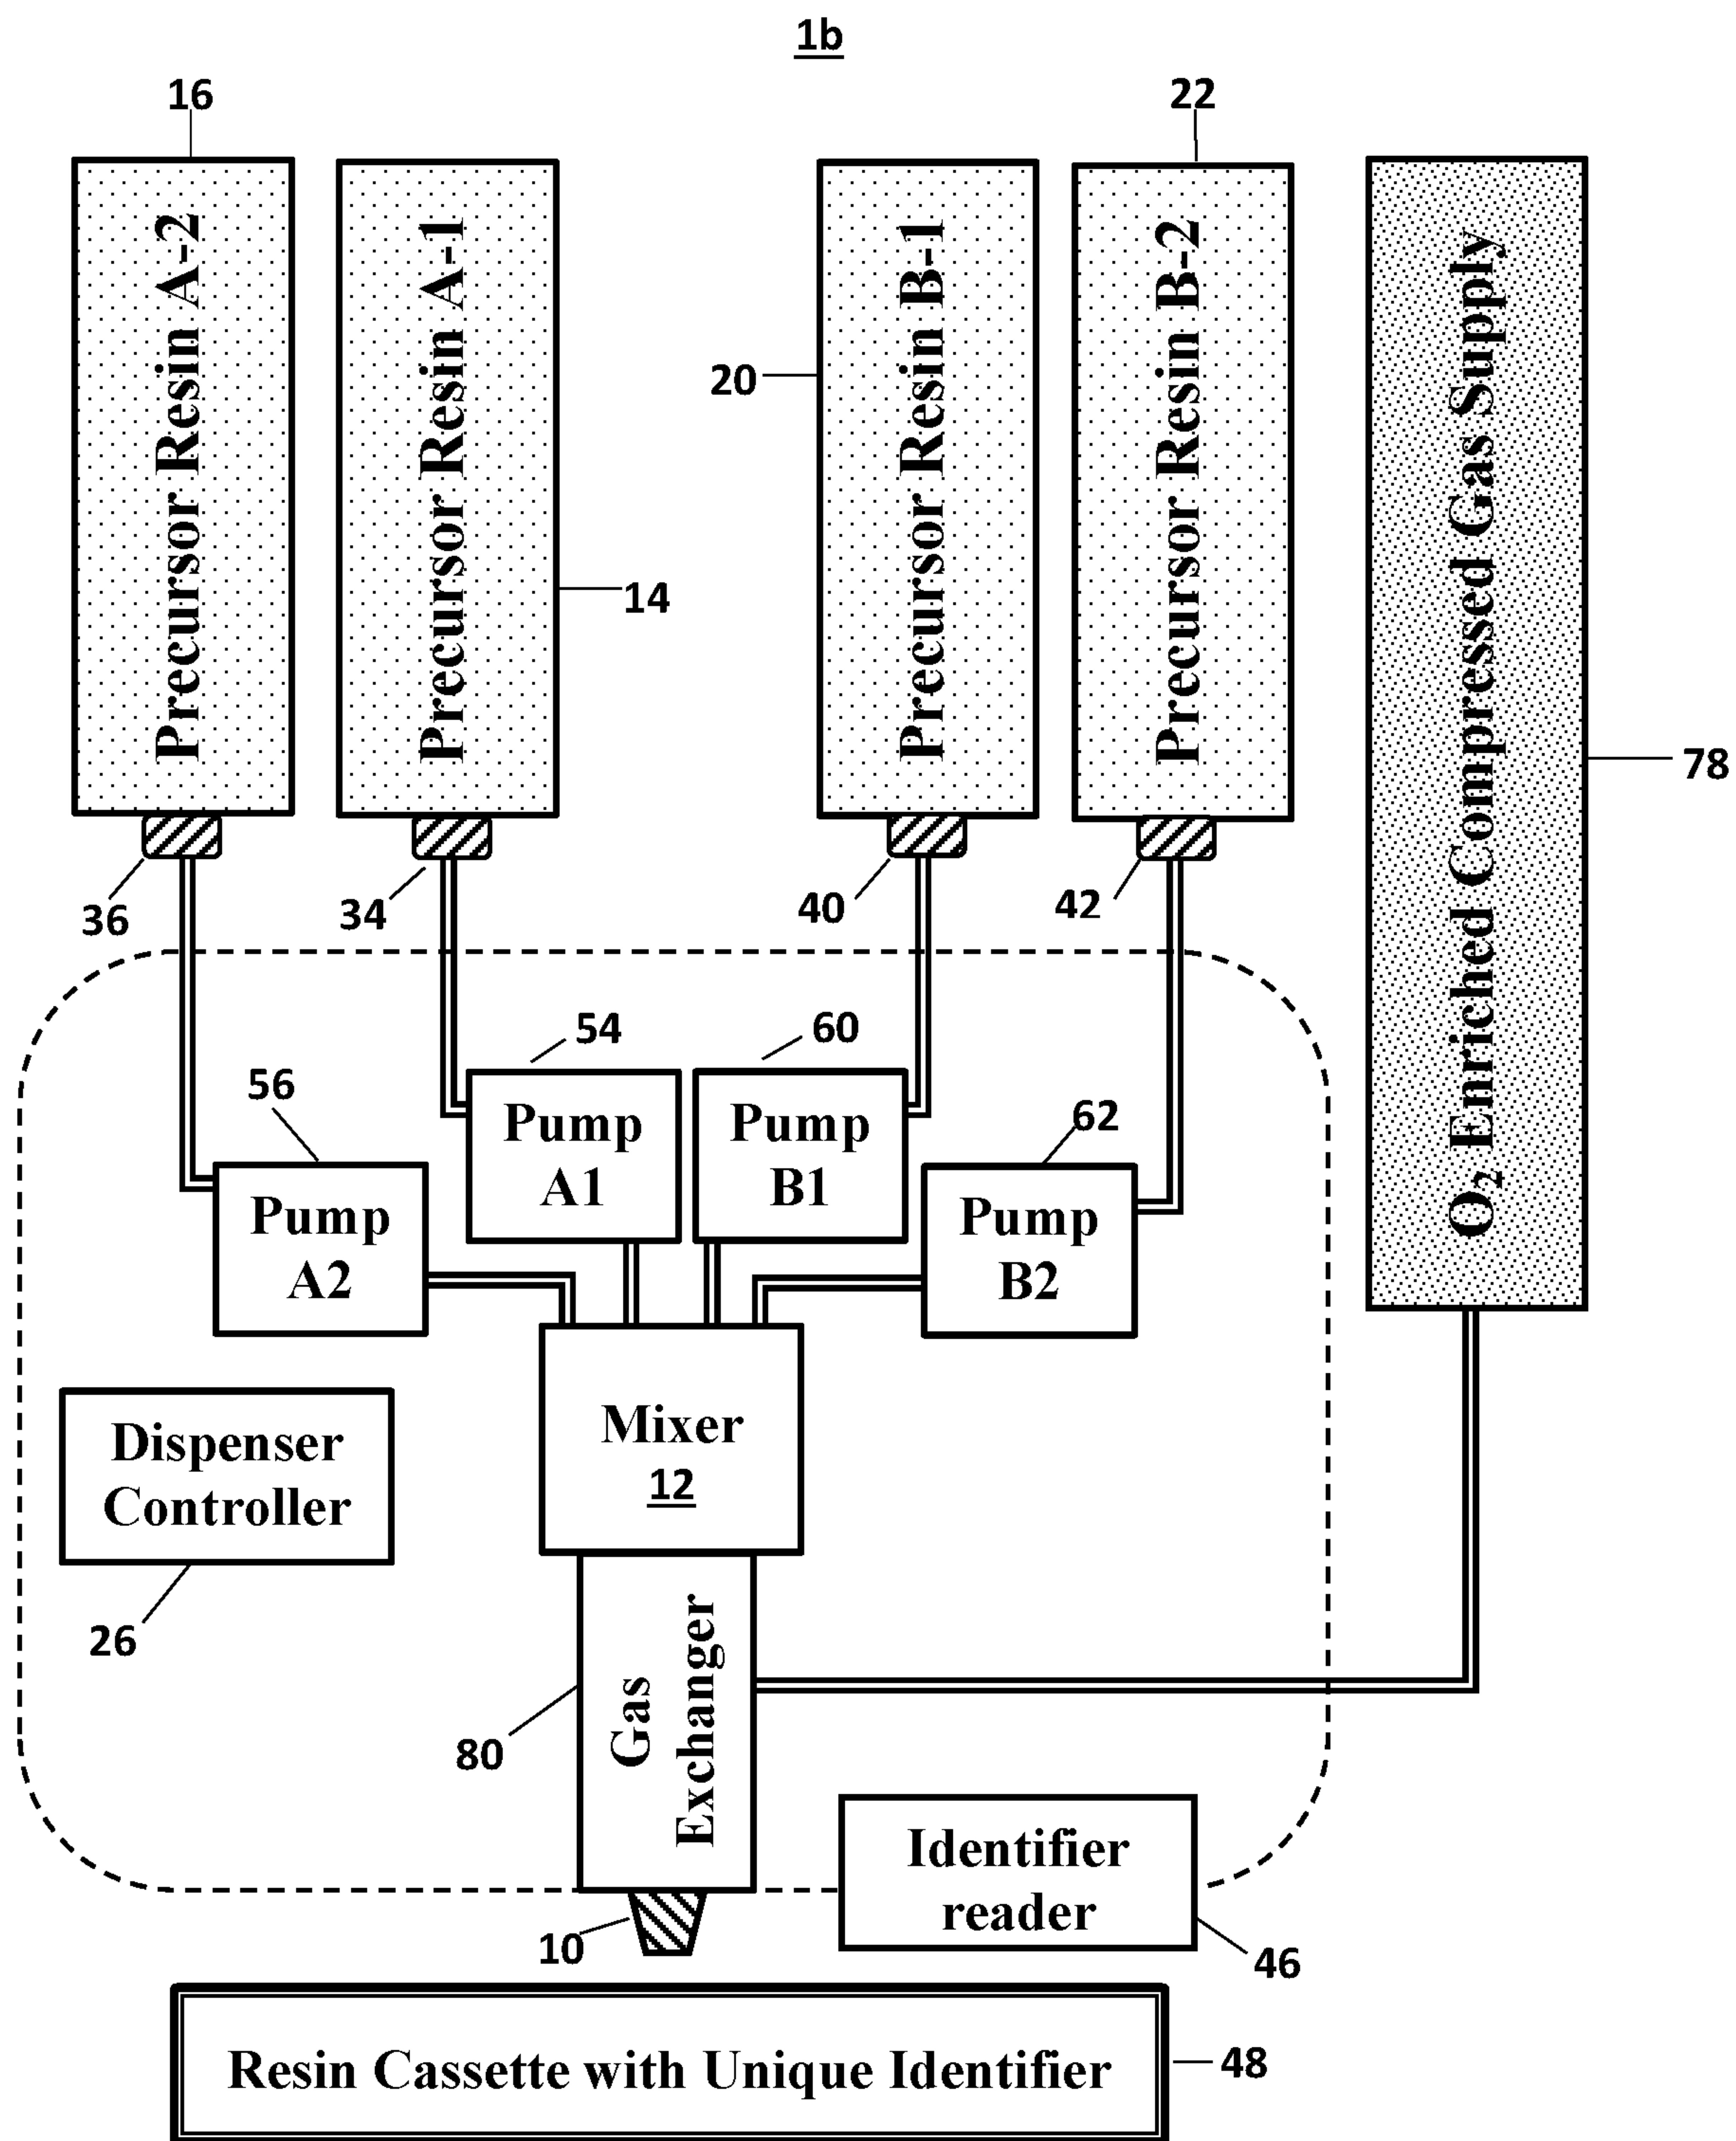 1b
16
22
Precursor Resin A-2
Precursor Resin A-1
Precursor Resin B-1
Precursor Resin B-2
O₂ Enriched Compressed Gas Supply
20
14
78
36
34
40
42
54
60
56
62
Pump
A1
Pump
B1
Pump
A2
Pump
B2
Mixer
12
Dispenser
Controller
26
Gas
Exchanger
80
Identifier
reader
10
46
Resin Cassette with Unique Identifier
48